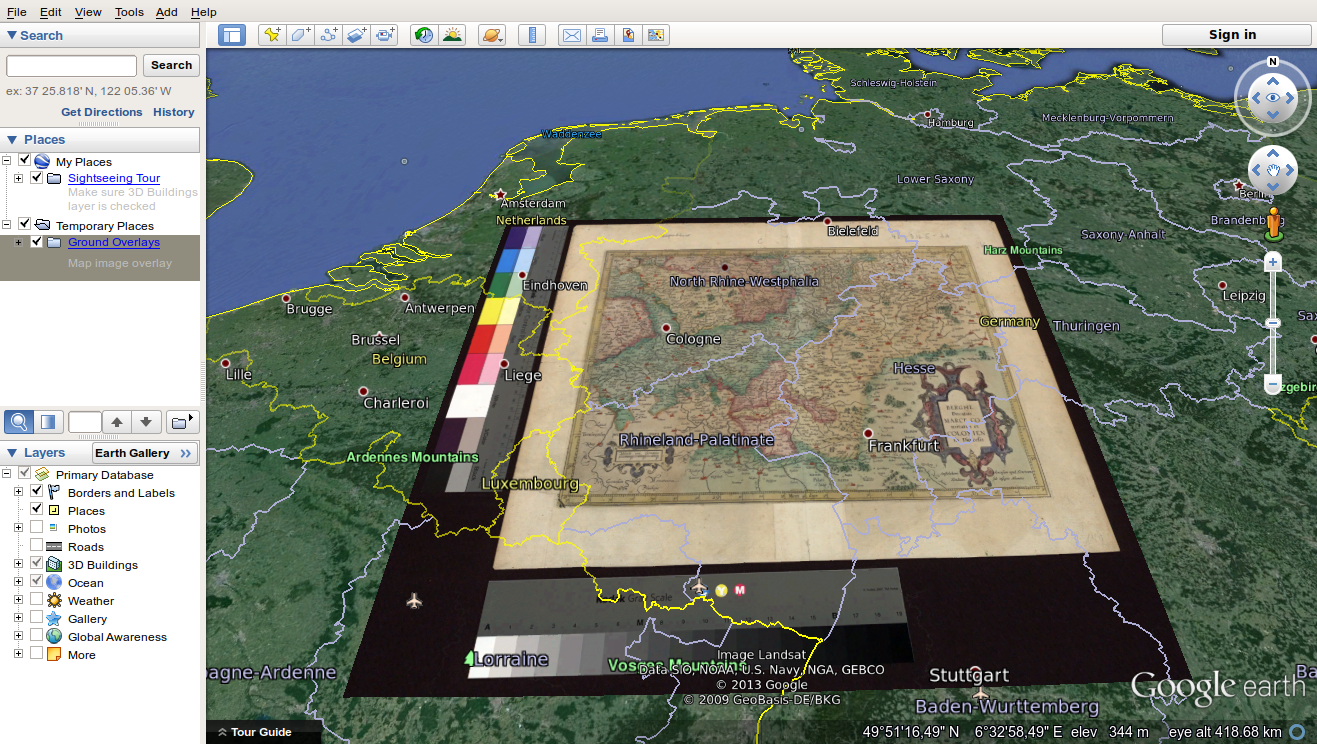 File Edit View Tools Add Help
Search
Sign in
Search
ex: 37 25.818' N, 122 05.36' W
Get Directions History
Places
My Places
Sightseeing Tour
Make sure 3D Buildings
layer is checked
Temporary Places
Ground Overlays
Map image overlay
Layers
Earth Gallery »
Primary Database
Borders and Labels
Places
Photos
Roads
3D Buildings
Ocean
Weather
Gallery
Global Awareness
More
N
Schleswig-Holstein
Hamburg
Mecklenburg-Vorpommern
Waddenzee
Lower Saxony
Amsterdam
Netherlands
Brandenburg
Bielefeld
Saxony-Anhalt
Harz Mountains
North Rhine-Westphalia
Eindhoven
Leipzig
Brugge
Antwerpen
Germany
Thuringen
Cologne
Brussel
Belgium
Lille
Liege
Hesse
Charleroi
Rhineland-Palatinate
Frankfurt
Ardennes Mountains
Luxembourg
Y M
Lorraine
Vosges Mountains
Image Landsat
Data SIO, NOAA, U.S. Navy, NGA, GEBCO
© 2013 Google
© 2009 GeoBasis-DE/BKG
pagne-Ardenne
Stuttgart
Baden-Wurttemberg
Google earth
Tour Guide
49°51'16,49" N 6°32'58,49" E elev 344 m eye alt 418.68 km